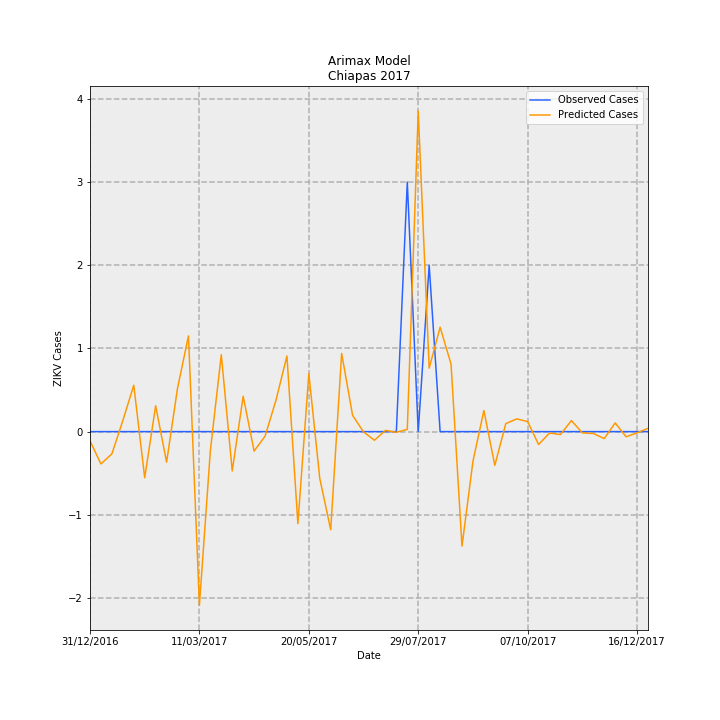 Arimax Model
Chiapas 2017
Observed Cases
Predicted Cases
4
3
2
1
0
−1
−2
ZIKV Cases
31/12/2016 11/03/2017 20/05/2017 29/07/2017 07/10/2017 16/12/2017
Date